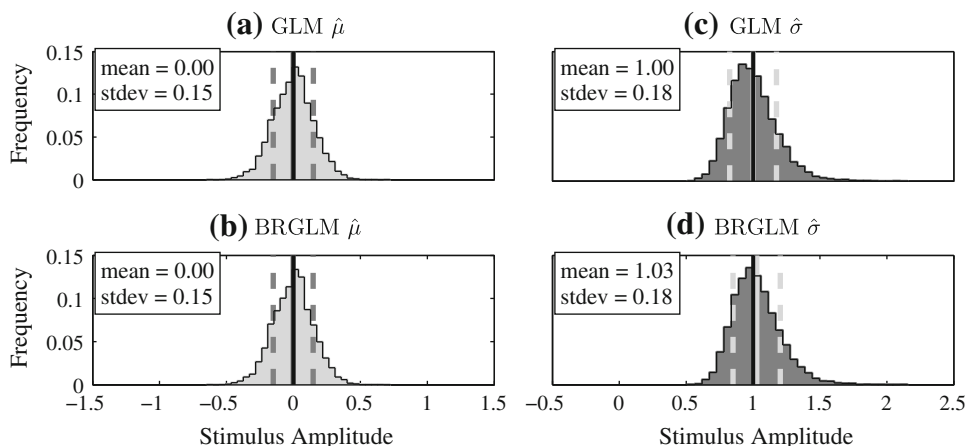 (a) GLM μ̂
(c) GLM σ̂
0.15
0.1
0.05
0
Frequency
mean = 0.00
stdev = 0.15
mean = 1.00
stdev = 0.18
(b) BRGLM μ̂
(d) BRGLM σ̂
0.15
0.1
0.05
0
Frequency
mean = 0.00
stdev = 0.15
mean = 1.03
stdev = 0.18
−1.5 −1 −0.5 0 0.5 1 1.5
−0.5 0 0.5 1 1.5 2 2.5
Stimulus Amplitude
Stimulus Amplitude